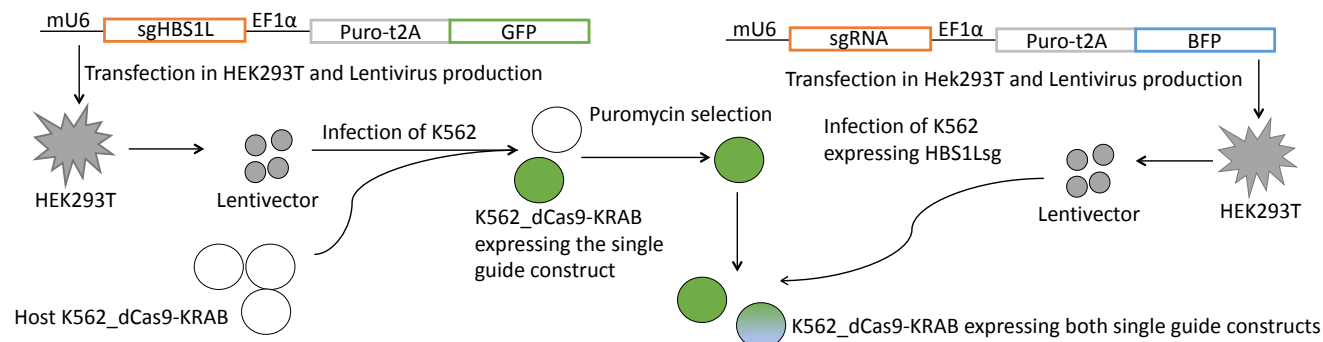 mU6 sgHBS1L EF1α Puro-t2A GFP
Transfection in HEK293T and Lentivirus production
HEK293T
Lentivector
Infection of K562
Host K562_dCas9-KRAB
K562_dCas9-KRAB
expressing the single
guide construct
Puromycin selection
mU6 sgRNA EF1α Puro-t2A BFP
Transfection in Hek293T and Lentivirus production
Infection of K562
expressing HBS1Lsg
Lentivector
HEK293T
K562_dCas9-KRAB expressing both single guide constructs